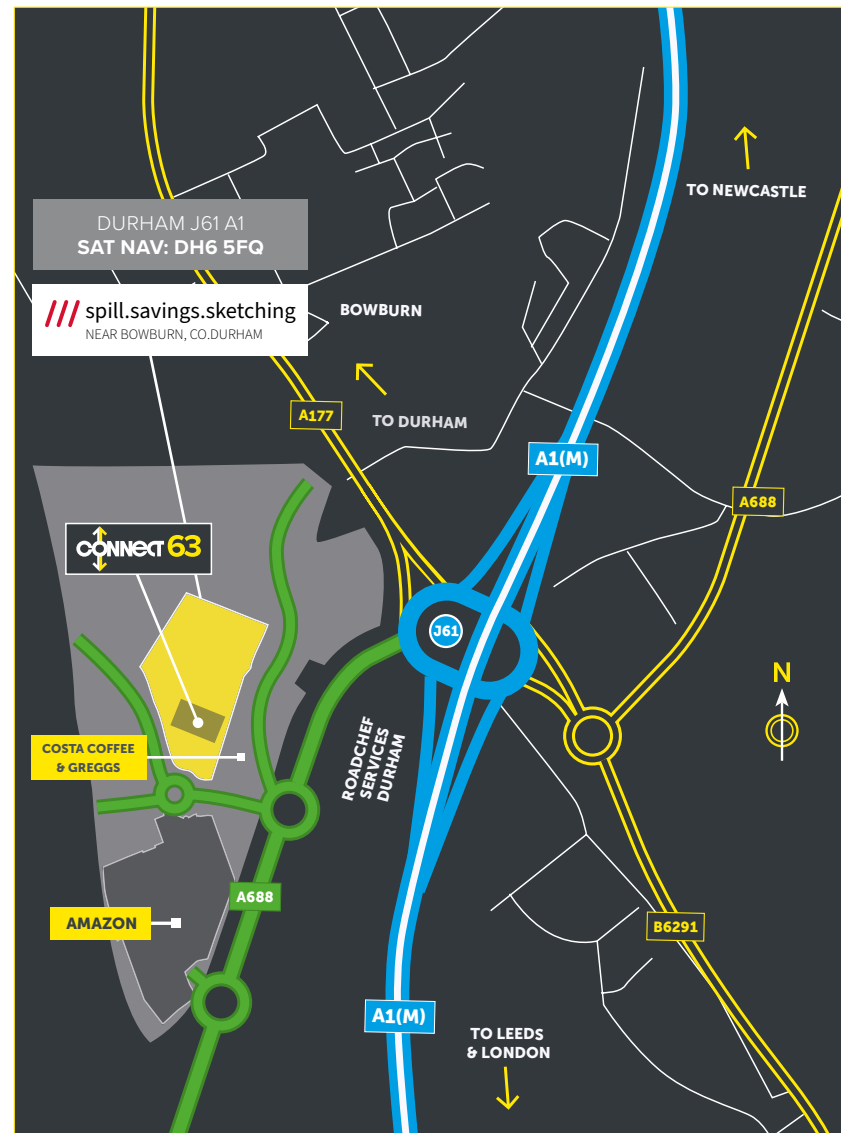 TO NEWCASTLE
DURHAM J61 A1
SAT NAV: DH6 5FQ
/// spill.savings.sketching
NEAR BOWBURN, CO.DURHAM
BOWBURN
A177
TO DURHAM
A1(M)
A688
CONNECT 63
J61
N
COSTA COFFEE
& GREGGS
ROADCHEF
SERVICES
DURHAM
A688
AMAZON
B6291
A1(M)
TO LEEDS
& LONDON